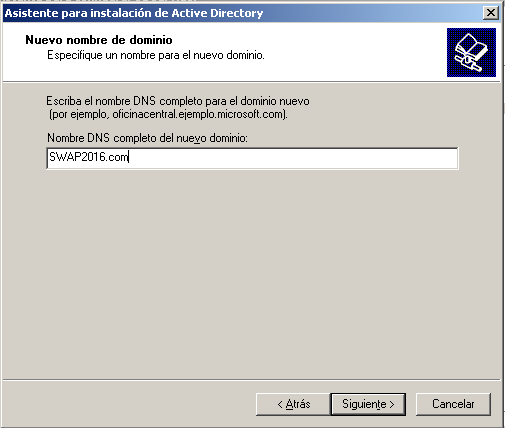 Asistente para instalación de Active Directory
Nuevo nombre de dominio
Especifique un nombre para el nuevo dominio.
Escriba el nombre DNS completo para el dominio nuevo
(por ejemplo, oficinacentral.ejemplo.microsoft.com).
Nombre DNS completo del nuevo dominio:
SWAP2016.com
< Atrás
Siguiente >
Cancelar